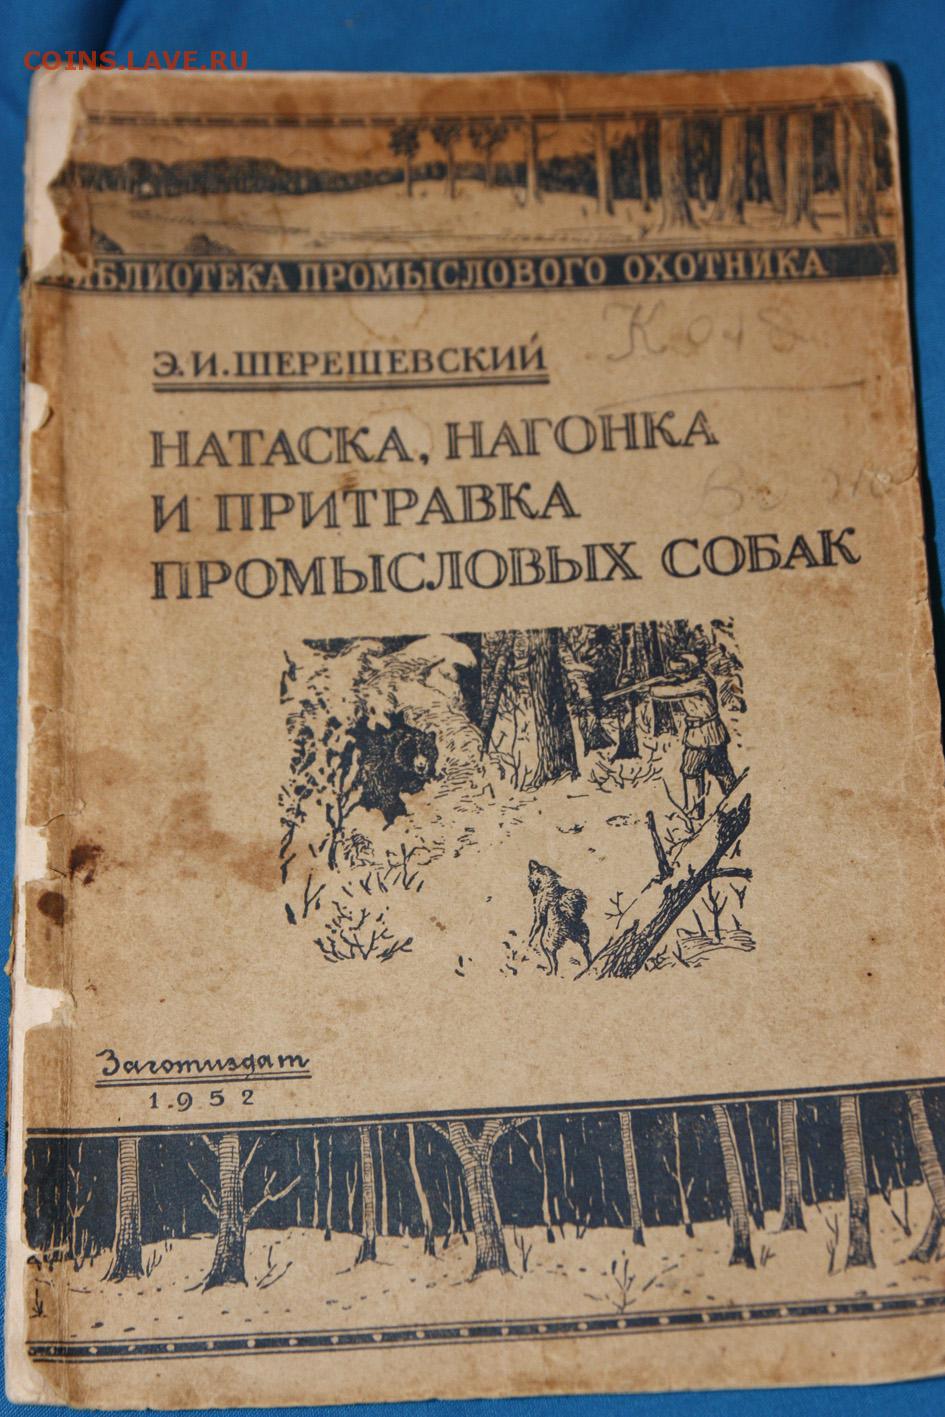 COINS.LAVE.RU
БИБЛИОТЕКА ПРОМЫСЛОВОГО ОХОТНИКА
Э.И.ШЕРЕШЕВСКИЙ
НАТАСКА, НАГОНКА
И ПРИТРАВКА
ПРОМЫСЛОВЫХ СОБАК
Заготиздат
1952